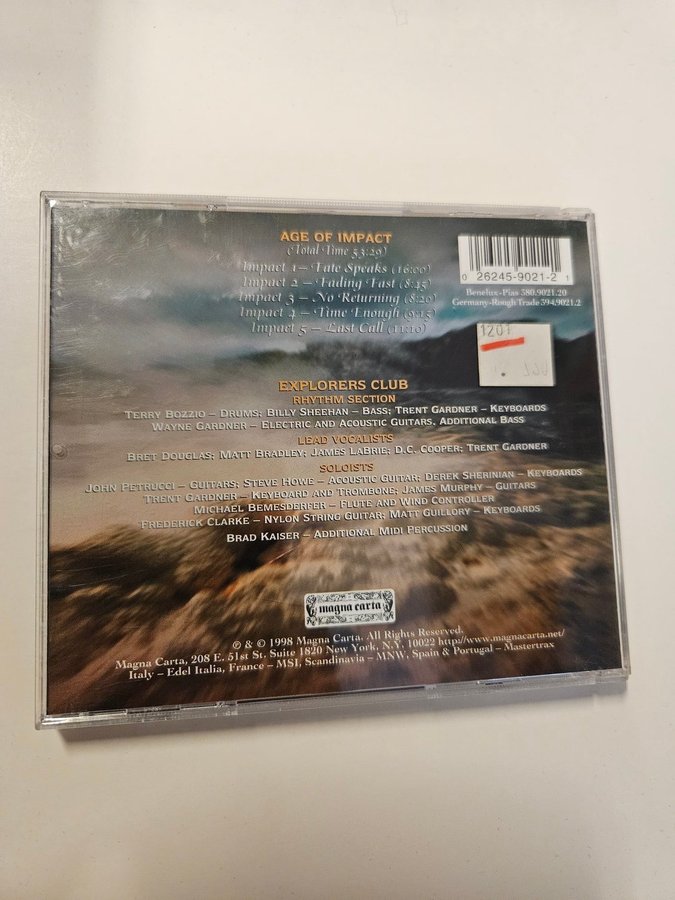 AGE OF IMPACT
(Total Time 53:29)
Impact 1 – Fate Speaks (16:00)
Impact 2 – Fading Fast (8:45)
Impact 3 – No Returning (8:20)
Impact 4 – Time Enough (9:15)
Impact 5 – Last Call (11:10)
0 26245-9021-2 1
Benelux-Pias 580.9021.20
Germany-Rough Trade 594.9021.2
1207
EXPLORERS CLUB
RHYTHM SECTION
TERRY BOZZIO – DRUMS; BILLY SHEEHAN – BASS; TRENT GARDNER – KEYBOARDS
WAYNE GARDNER – ELECTRIC AND ACOUSTIC GUITARS, ADDITIONAL BASS
LEAD VOCALISTS
BRET DOUGLAS; MATT BRADLEY; JAMES LABRIE; D.C. COOPER; TRENT GARDNER
SOLOISTS
JOHN PETRUCCI – GUITARS; STEVE HOWE – ACOUSTIC GUITAR; DEREK SHERINIAN – KEYBOARDS
TRENT GARDNER – KEYBOARD AND TROMBONE; JAMES MURPHY – GUITARS
MICHAEL BEMESDERFER – FLUTE AND WIND CONTROLLER
FREDERICK CLARKE – NYLON STRING GUITAR; MATT GUILLORY – KEYBOARDS
BRAD KAISER – ADDITIONAL MIDI PERCUSSION
magna carta
℗ & © 1998 Magna Carta. All Rights Reserved.
Magna Carta, 208 E. 51st St. Suite 1820 New York, N.Y. 10022 http//www.magnacarta.net/
Italy – Edel Italia, France – MSI, Scandinavia – MNW, Spain & Portugal – Mastertrax